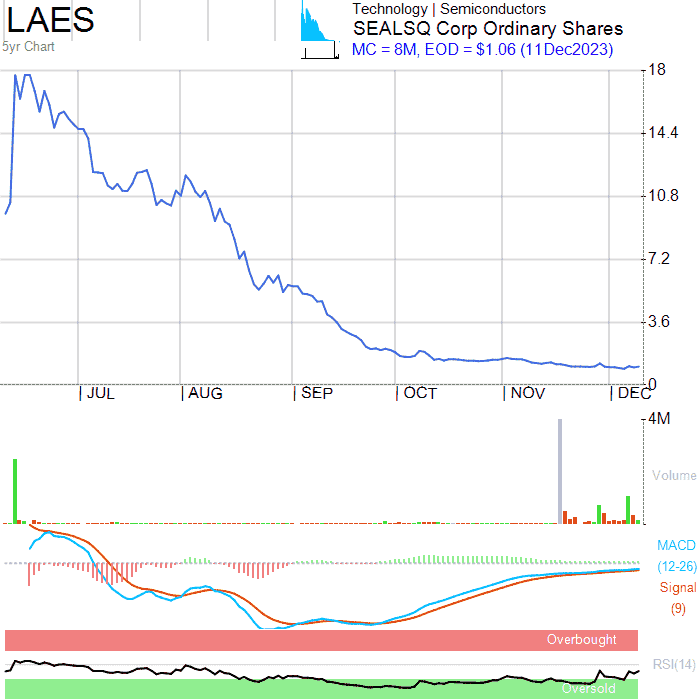 LAES
5yr Chart
Technology | Semiconductors
SEALSQ Corp Ordinary Shares
MC = 8M, EOD = $1.06 (11Dec2023)
18
14.4
10.8
7.2
3.6
0
JUL
AUG
SEP
OCT
NOV
DEC
4M
Volume
MACD
(12-26)
Signal
(9)
Overbought
RSI(14)
Oversold